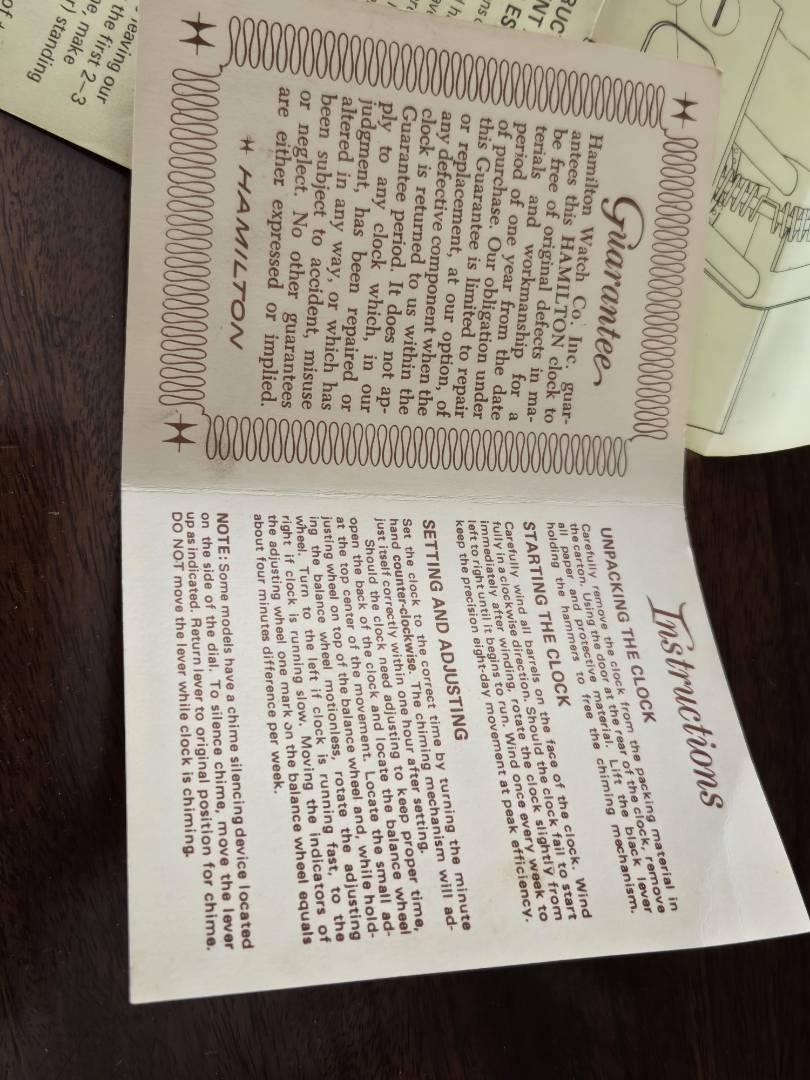 Guarantee
Hamilton Watch Co. Inc. guar-
antees this HAMILTON clock to
be free of original defects in ma-
terials and workmanship for a
period of one year from the date
of purchase. Our obligation under
this Guarantee is limited to repair
or replacement, at our option, of
any defective component when the
clock is returned to us within the
Guarantee period. It does not ap-
ply to any clock which, in our
judgment, has been repaired or
altered in any way, or which has
been subject to accident, misuse
or neglect. No other guarantees
are either expressed or implied.
HAMILTON
Instructions
UNPACKING THE CLOCK
Carefully remove the clock from the packing material in
the carton. Using the door at the rear of the clock, remove
all paper and protective material. Lift the black lever
holding the hammers to free the chiming mechanism.
STARTING THE CLOCK
Carefully wind all barrels on the face of the clock. Wind
fully in a clockwise direction. Should the clock fail to start
immediately after winding, rotate the clock slightly from
left to right until it begins to run. Wind once every week to
keep the precision eight-day movement at peak efficiency.
SETTING AND ADJUSTING
Set the clock to the correct time by turning the minute
hand counter-clockwise. The chiming mechanism will ad-
just itself correctly within one hour after setting.
Should the clock need adjusting to keep proper time,
open the back of the clock and locate the balance wheel
at the top center of the movement. Locate the small ad-
justing wheel on top of the balance wheel and, while hold-
ing the balance wheel motionless, rotate the adjusting
wheel. Turn to the left if clock is running fast, to the
right if clock is running slow. Moving the indicators of
the adjusting wheel one mark on the balance wheel equals
about four minutes difference per week.
NOTE: Some models have a chime silencing device located
on the side of the dial. To silence chime, move the lever
up as indicated. Return lever to original position for chime.
DO NOT move the lever while clock is chiming.
leaving our
the first 2–3
make
standing